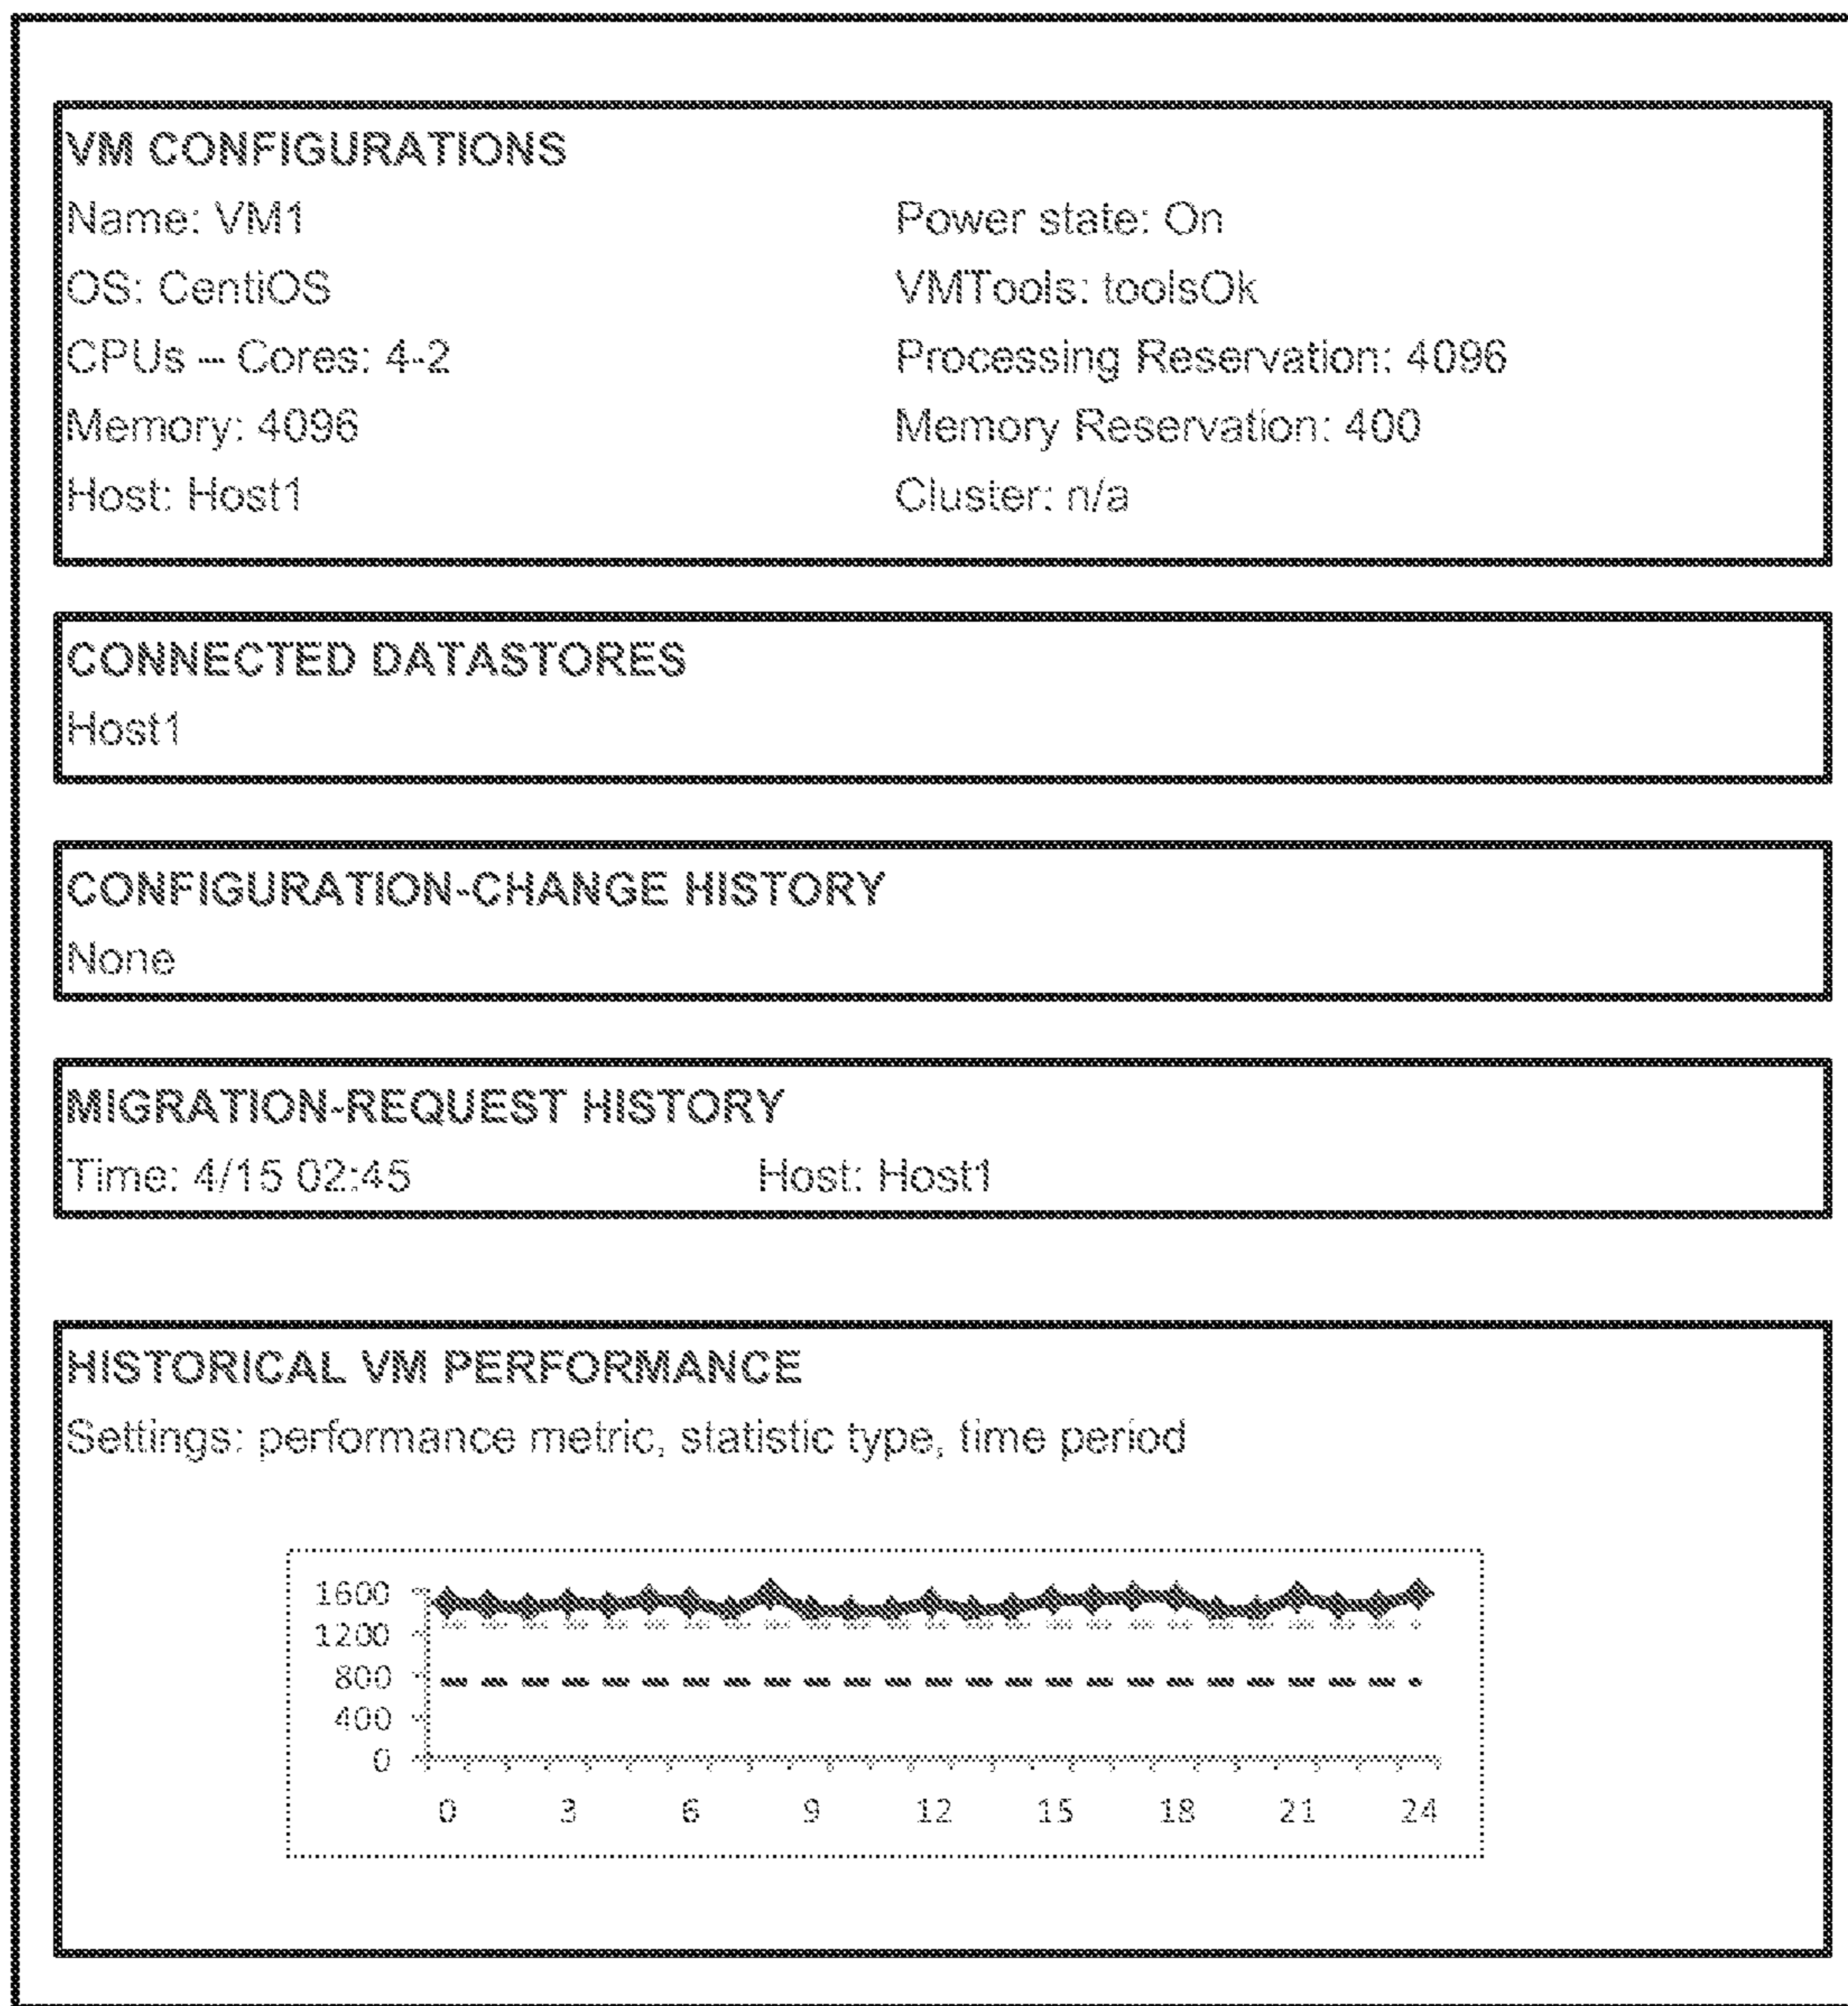 VM CONFIGURATIONS
Name: VM1 Power state: On
OS: CentiOS VMTools: toolsOk
CPUs – Cores: 4-2 Processing Reservation: 4096
Memory: 4096 Memory Reservation: 400
Host: Host1 Cluster: n/a
CONNECTED DATASTORES
Host1
CONFIGURATION-CHANGE HISTORY
None
MIGRATION-REQUEST HISTORY
Time: 4/15 02:45 Host: Host1
HISTORICAL VM PERFORMANCE
Settings: performance metric, statistic type, time period
1600
1200
800
400
0
0 3 6 9 12 15 18 21 24